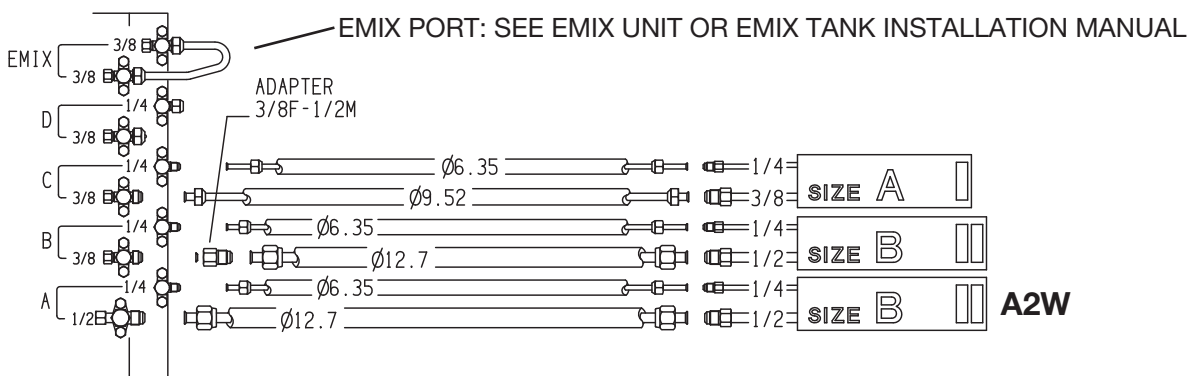 EMIX PORT: SEE EMIX UNIT OR EMIX TANK INSTALLATION MANUAL
3/8
EMIX
3/8
ADAPTER
3/8F-1/2M
1/4
D
3/8
1/4
Ø6.35
1/4
C
SIZE A
3/8
Ø9.52
3/8
1/4
Ø6.35
1/4
B
SIZE B
3/8
Ø12.7
1/2
1/4
Ø6.35
1/4
A
SIZE B
A2W
1/2
Ø12.7
1/2